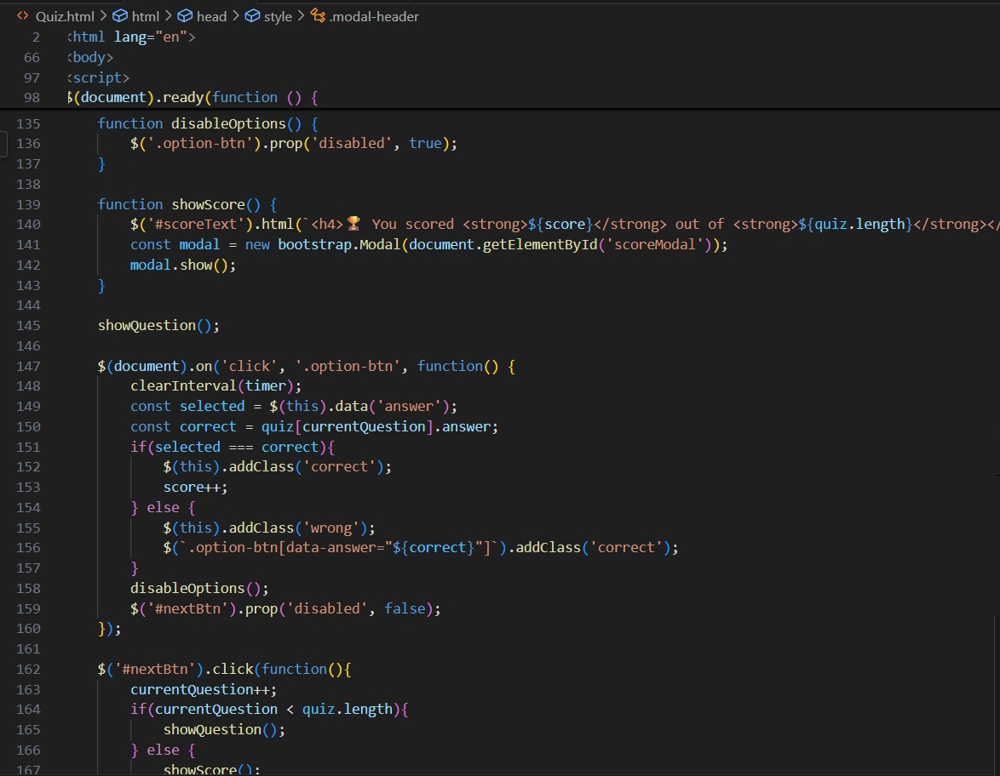 Quiz.html > html > head > style > .modal-header
2 <html lang="en">
66 <body>
97 <script>
98 $(document).ready(function () {
135 function disableOptions() {
136 $('.option-btn').prop('disabled', true);
137 }
138
139 function showScore() {
140 $('#scoreText').html(`<h4>🏆 You scored <strong>${score}</strong> out of <strong>${quiz.length}</strong></
141 const modal = new bootstrap.Modal(document.getElementById('scoreModal'));
142 modal.show();
143 }
144
145 showQuestion();
146
147 $(document).on('click', '.option-btn', function() {
148 clearInterval(timer);
149 const selected = $(this).data('answer');
150 const correct = quiz[currentQuestion].answer;
151 if(selected === correct){
152 $(this).addClass('correct');
153 score++;
154 } else {
155 $(this).addClass('wrong');
156 $(`.option-btn[data-answer="${correct}"]`).addClass('correct');
157 }
158 disableOptions();
159 $('#nextBtn').prop('disabled', false);
160 });
161
162 $('#nextBtn').click(function(){
163 currentQuestion++;
164 if(currentQuestion < quiz.length){
165 showQuestion();
166 } else {
167 showScore();